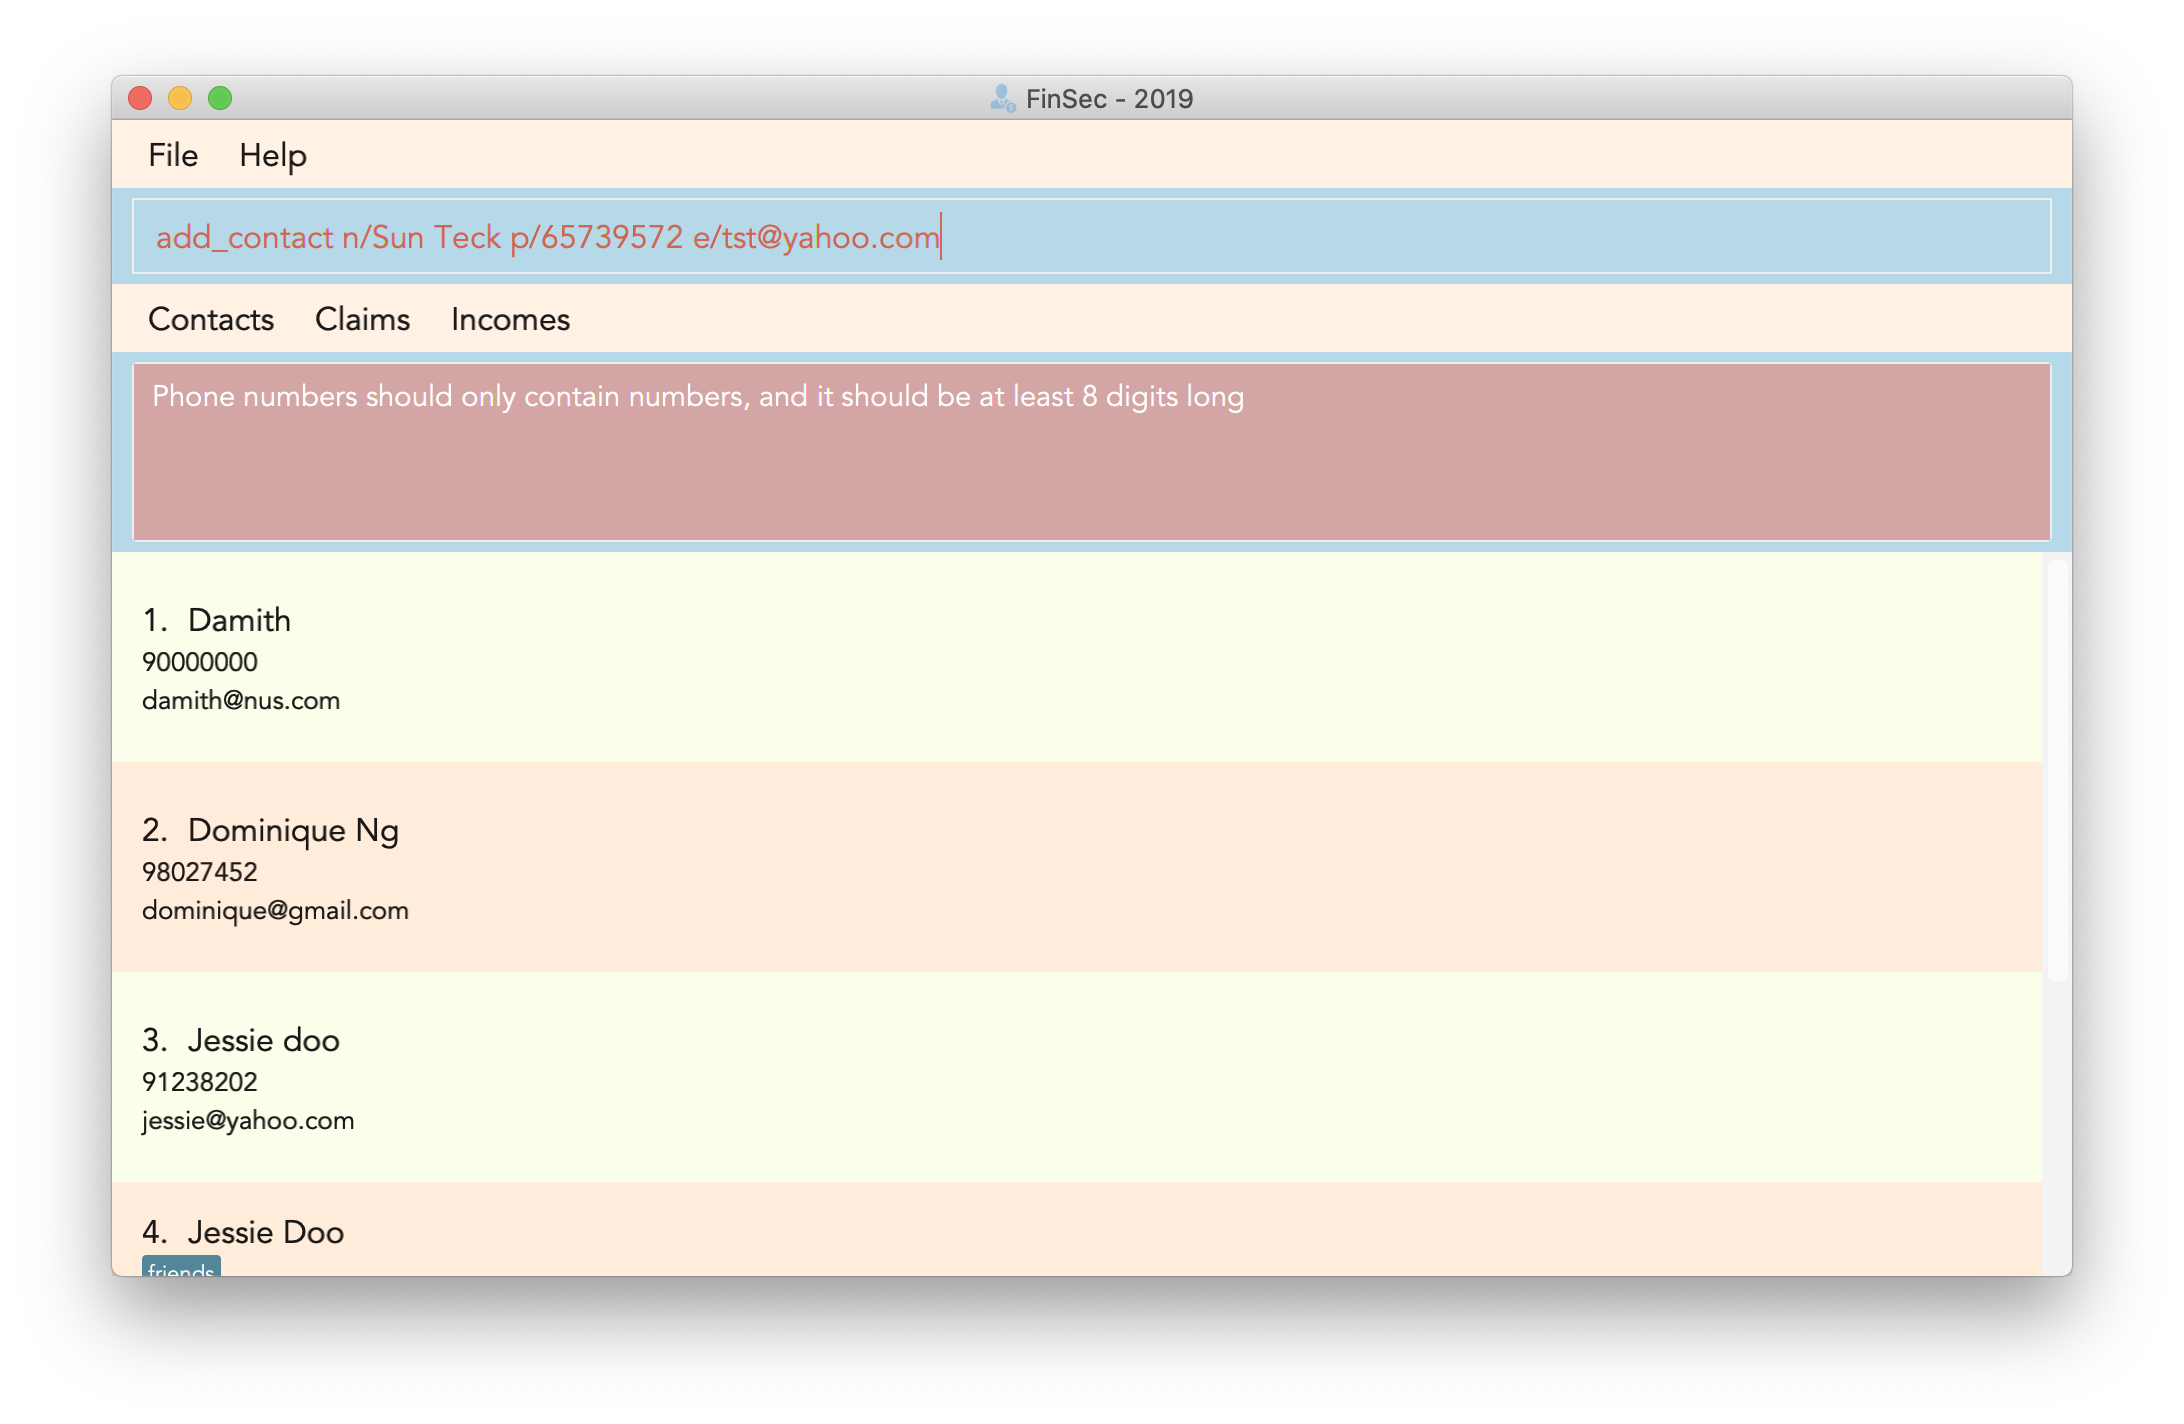 FinSec - 2019
File Help
add_contact n/Sun Teck p/65739572 e/tst@yahoo.com
Contacts Claims Incomes
Phone numbers should only contain numbers, and it should be at least 8 digits long
1. Damith
90000000
damith@nus.com
2. Dominique Ng
98027452
dominique@gmail.com
3. Jessie doo
91238202
jessie@yahoo.com
4. Jessie Doo
friends